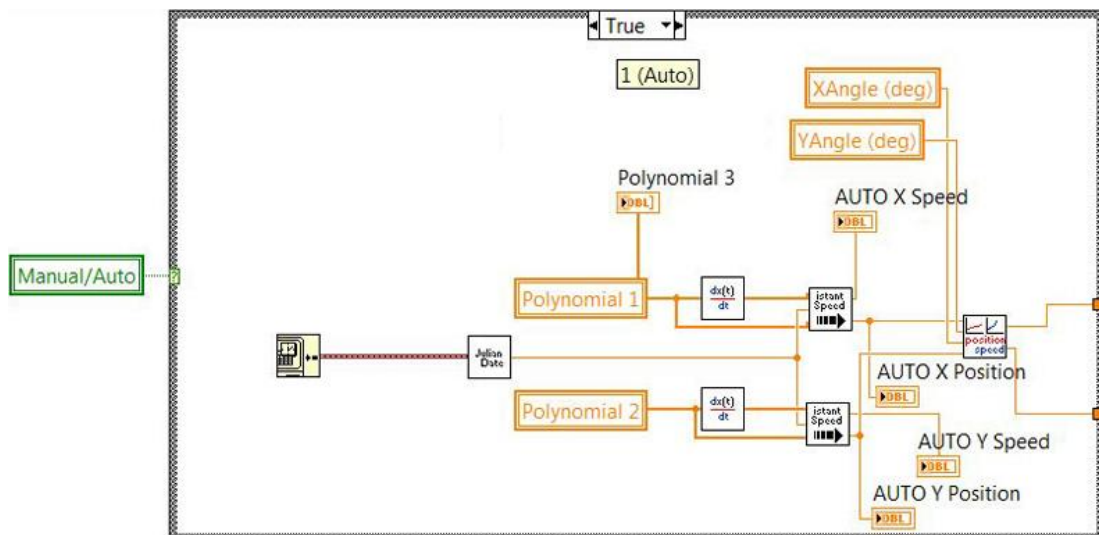 True
1 (Auto)
XAngle (deg)
YAngle (deg)
Polynomial 3
DBL
AUTO X Speed
DBL
Manual/Auto
?
Polynomial 1
dx(t)
dt
istant
Speed
Julian
Date
position
speed
AUTO X Position
DBL
Polynomial 2
dx(t)
dt
istant
Speed
AUTO Y Speed
DBL
AUTO Y Position
DBL